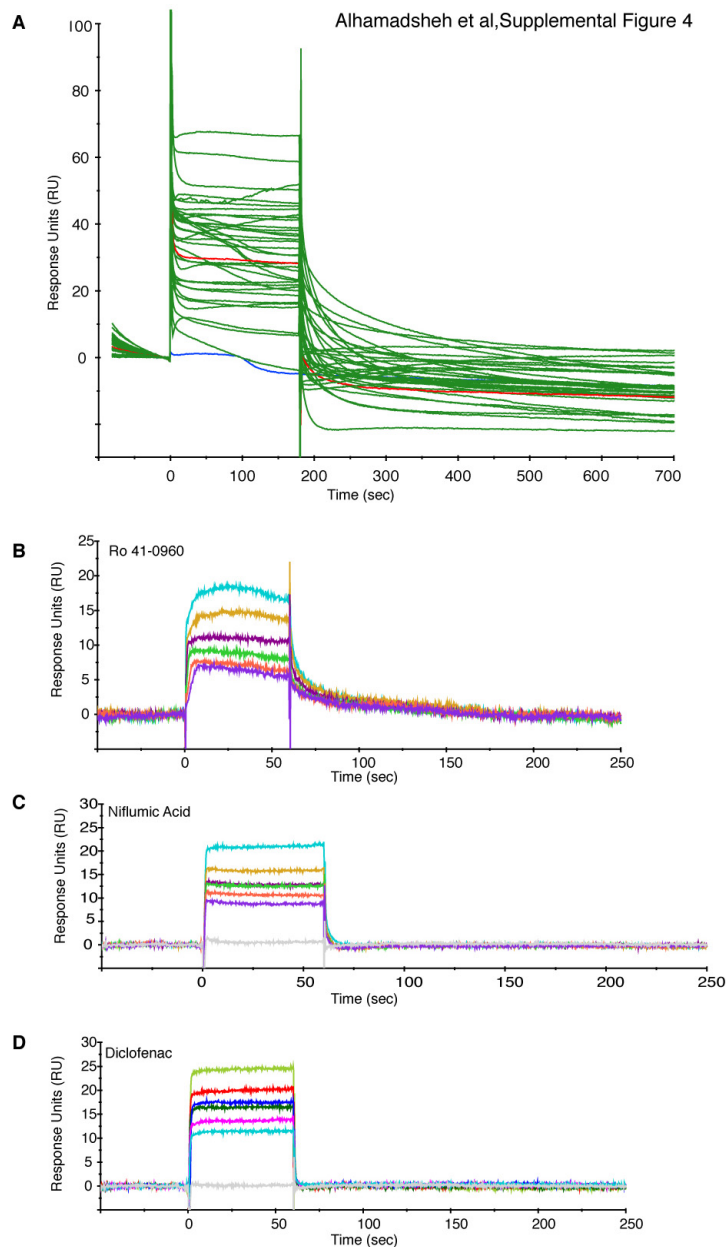 Alhamadsheh et al,Supplemental Figure 4
A
100
80
60
40
20
0
Response Units (RU)
0 100 200 300 400 500 600 700
Time (sec)
B
Ro 41-0960
25
20
15
10
5
0
Response Units (RU)
0 50 100 150 200 250
Time (sec)
C
Niflumic Acid
30
25
20
15
10
5
0
Response Units (RU)
0 50 100 150 200 250
Time (sec)
D
Diclofenac
30
25
20
15
10
5
0
Response Units (RU)
0 50 100 150 200 250
Time (sec)